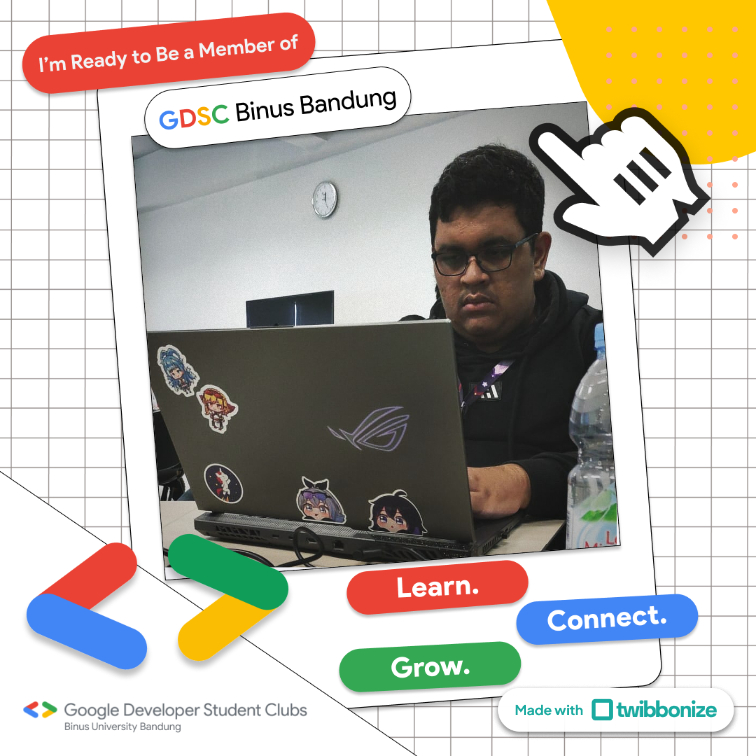 I'm Ready to Be a Member of
GDSC Binus Bandung
Learn.
Connect.
Grow.
Google Developer Student Clubs
Binus University Bandung
Made with twibbonize